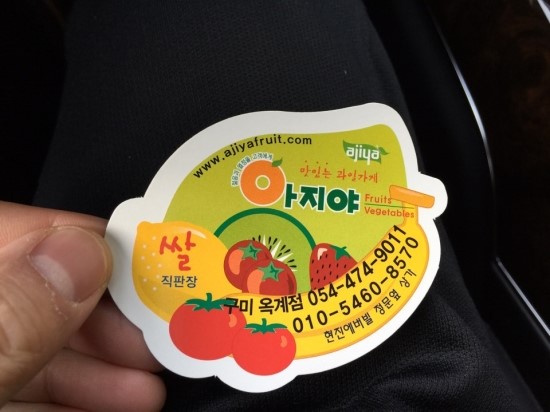 www.ajiyafruit.com
ajiya
맛있는 과일가게
아지야
Fruits
Vegetables
쌀
직판장
구미 옥계점 054-474-9011
010-5460-8570
현진에버빌 정문옆 상가